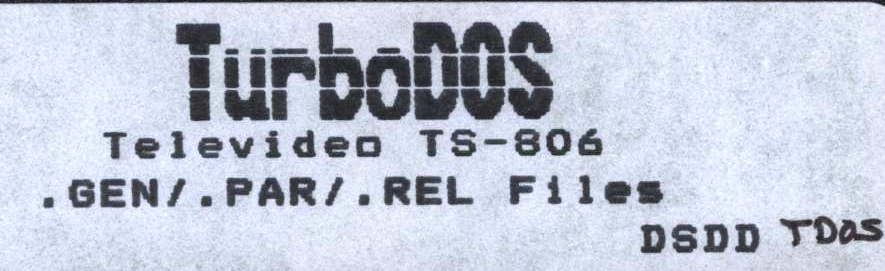 TurboDOS
Televideo TS-806
.GEN/.PAR/.REL Files
DSDD TDOS